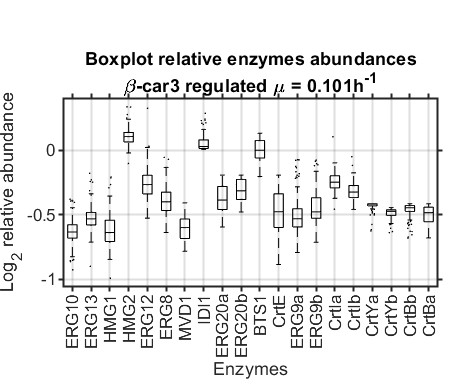 Boxplot relative enzymes abundances
β-car3 regulated μ = 0.101h-1
Log2 relative abundance
0
-0.5
-1
ERG10
ERG13
HMG1
HMG2
ERG12
ERG8
MVD1
IDI1
ERG20a
ERG20b
BTS1
CrtE
ERG9a
ERG9b
CrtIa
CrtIb
CrtYa
CrtYb
CrtBb
CrtBa
Enzymes